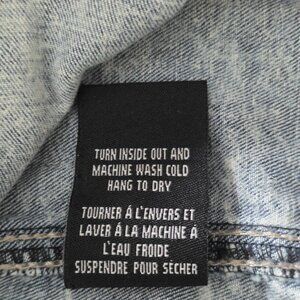 TURN INSIDE OUT AND
MACHINE WASH COLD
HANG TO DRY
TOURNER Á L'ENVERS ET
LAVER Á LA MACHINE Á
L'EAU FROIDE
SUSPENDRE POUR SÈCHER